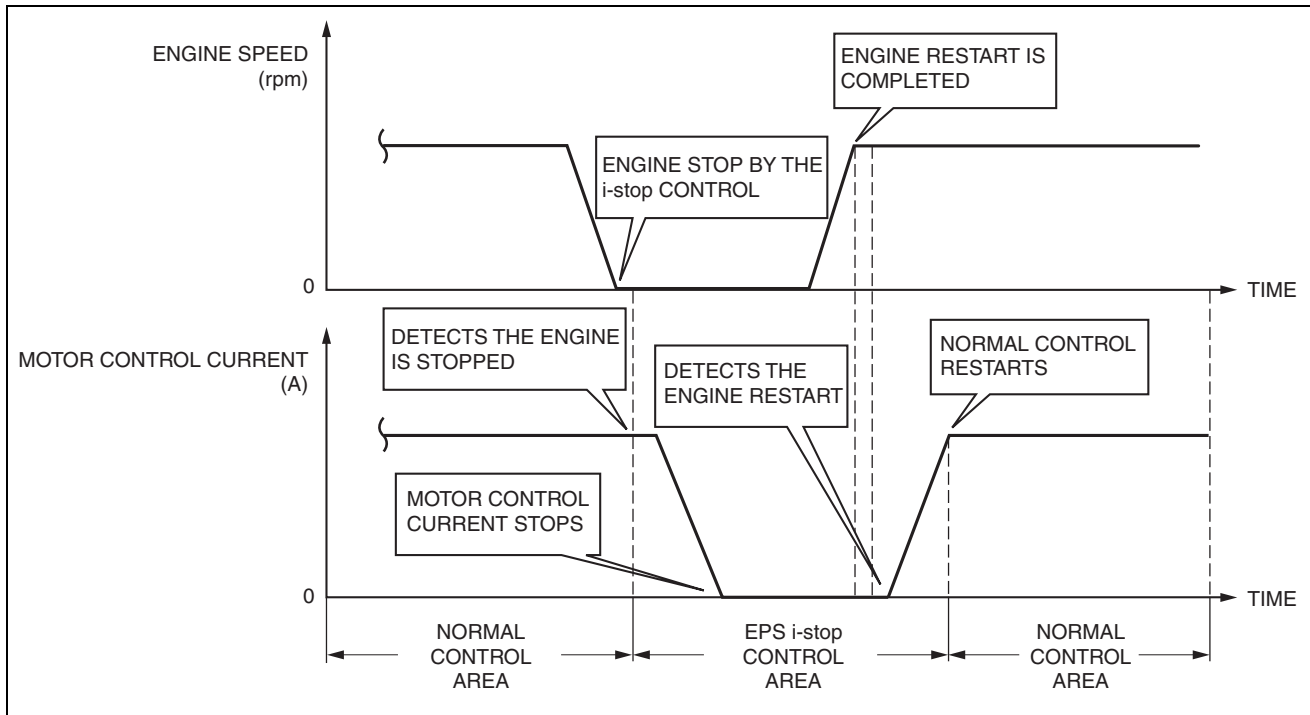 ENGINE SPEED
(rpm)
ENGINE RESTART IS
COMPLETED
ENGINE STOP BY THE
i-stop CONTROL
0
TIME
DETECTS THE ENGINE
IS STOPPED
DETECTS THE
ENGINE RESTART
NORMAL CONTROL
RESTARTS
MOTOR CONTROL CURRENT
(A)
MOTOR CONTROL
CURRENT STOPS
0
TIME
NORMAL
CONTROL
AREA
EPS i-stop
CONTROL
AREA
NORMAL
CONTROL
AREA